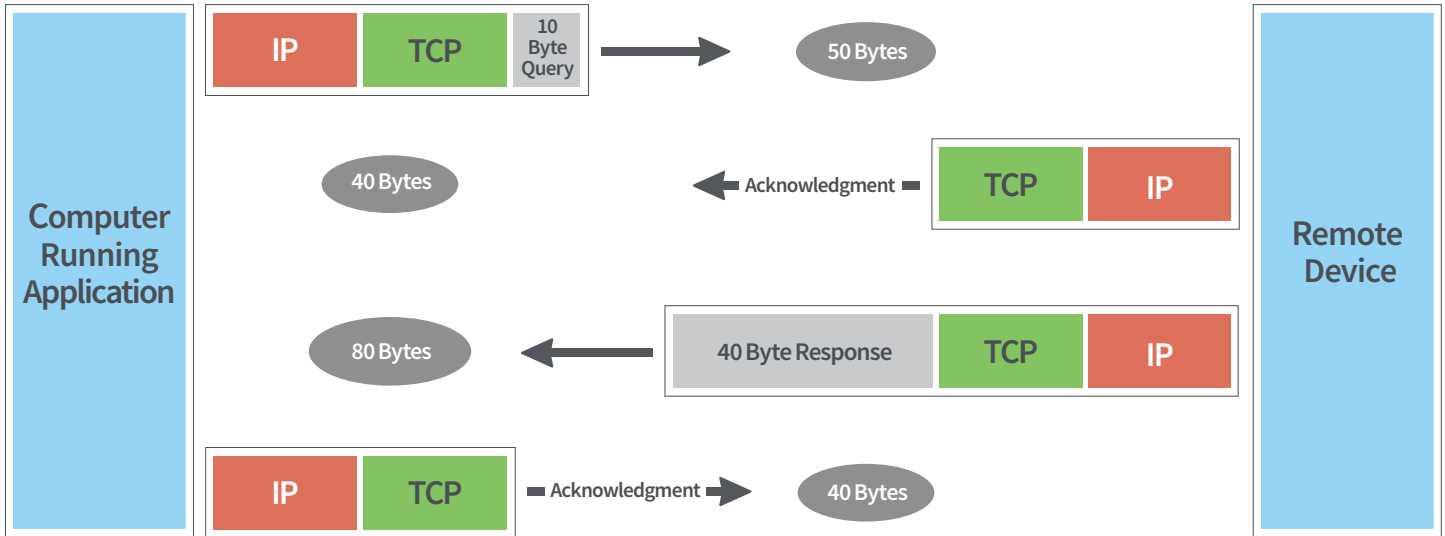 IP
TCP
10
Byte
Query
50 Bytes
40 Bytes
Acknowledgment
TCP
IP
Computer
Running
Application
Remote
Device
80 Bytes
40 Byte Response
TCP
IP
IP
TCP
Acknowledgment
40 Bytes